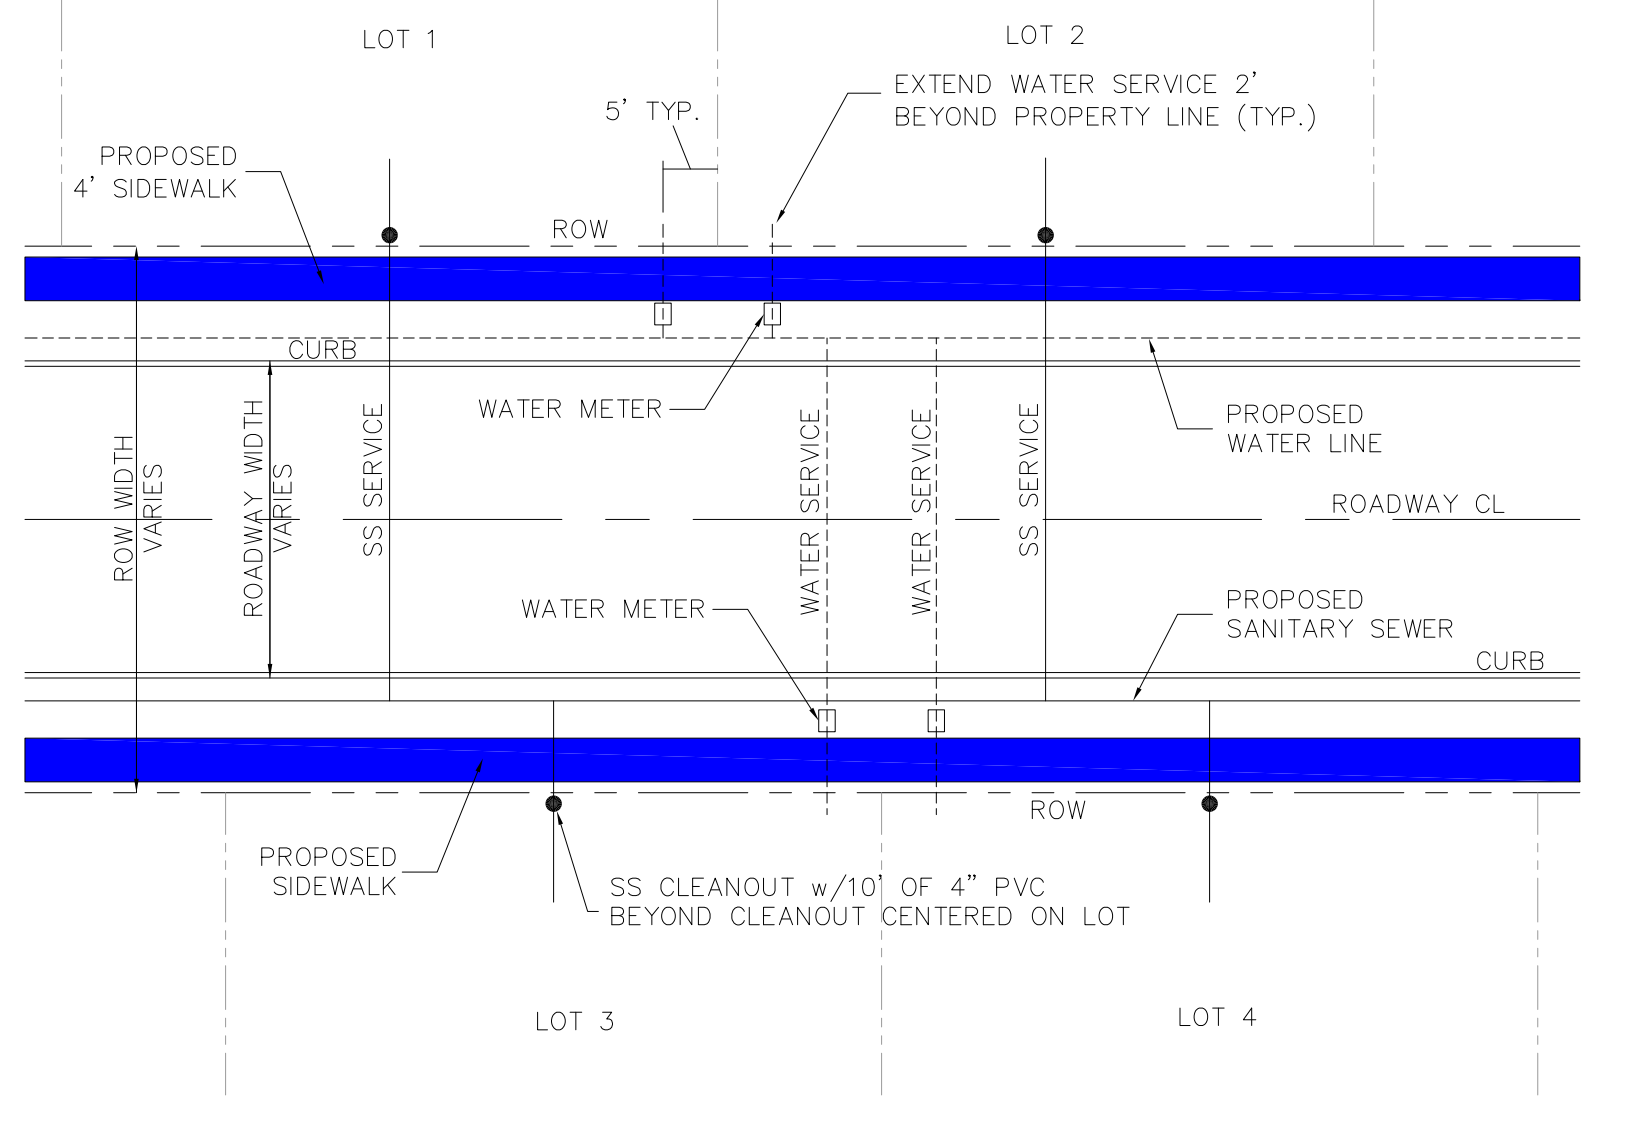 LOT 1
LOT 2
EXTEND WATER SERVICE 2'
BEYOND PROPERTY LINE (TYP.)
5' TYP.
PROPOSED
4' SIDEWALK
ROW
CURB
WATER METER
PROPOSED
WATER LINE
ROW WIDTH
VARIES
ROADWAY WIDTH
VARIES
SS SERVICE
WATER SERVICE
WATER SERVICE
SS SERVICE
ROADWAY CL
WATER METER
PROPOSED
SANITARY SEWER
CURB
ROW
PROPOSED
SIDEWALK
SS CLEANOUT w/10' OF 4" PVC
BEYOND CLEANOUT CENTERED ON LOT
LOT 3
LOT 4